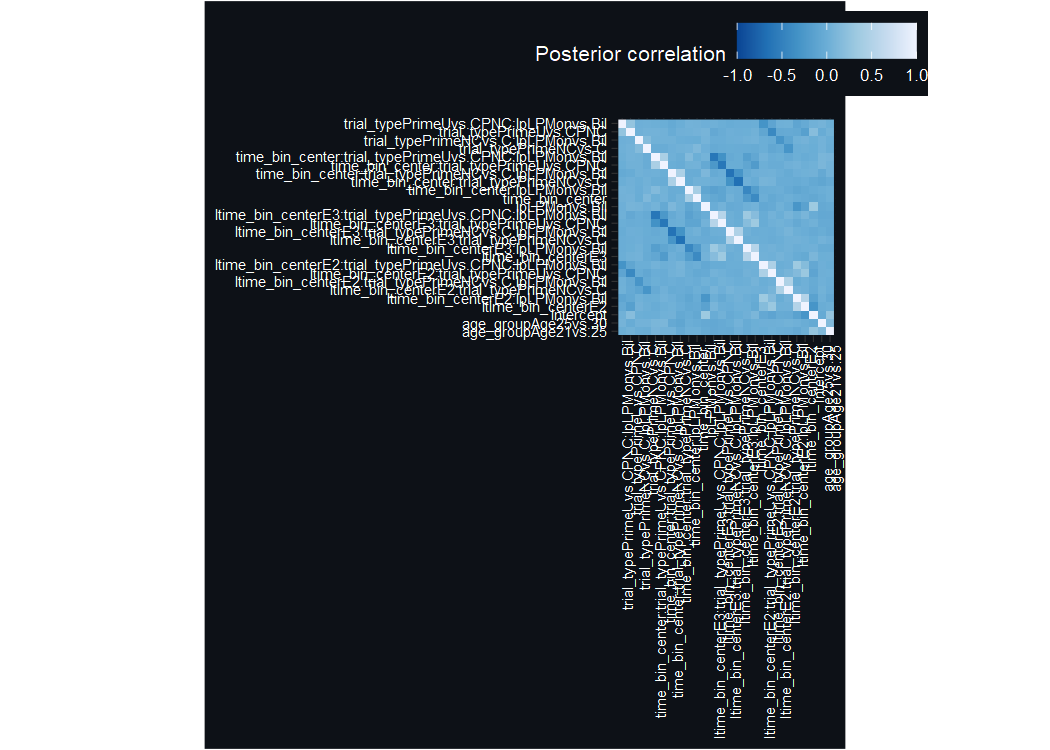 Posterior correlation
-1.0 -0.5 0.0 0.5 1.0
trial_typePrimeUvs.CPNC:lpLPMonvs.Bil
trial_typePrimeUvs.CPNC
trial_typePrimeNCvs.C:lpLPMonvs.Bil
trial_typePrimeNCvs.C
time_bin_center:trial_typePrimeUvs.CPNC:lpLPMonvs.Bil
time_bin_center:trial_typePrimeUvs.CPNC
time_bin_center:trial_typePrimeNCvs.C:lpLPMonvs.Bil
time_bin_center:trial_typePrimeNCvs.C
time_bin_center:lpLPMonvs.Bil
time_bin_center
lpLPMonvs.Bil
Itime_bin_centerE3:trial_typePrimeUvs.CPNC:lpLPMonvs.Bil
Itime_bin_centerE3:trial_typePrimeUvs.CPNC
Itime_bin_centerE3:trial_typePrimeNCvs.C:lpLPMonvs.Bil
Itime_bin_centerE3:trial_typePrimeNCvs.C
Itime_bin_centerE3:lpLPMonvs.Bil
Itime_bin_centerE3
Itime_bin_centerE2:trial_typePrimeUvs.CPNC:lpLPMonvs.Bil
Itime_bin_centerE2:trial_typePrimeUvs.CPNC
Itime_bin_centerE2:trial_typePrimeNCvs.C:lpLPMonvs.Bil
Itime_bin_centerE2:trial_typePrimeNCvs.C
Itime_bin_centerE2:lpLPMonvs.Bil
Itime_bin_centerE2
Intercept
age_groupAge25vs.30
age_groupAge21vs.25
trial_typePrimeUvs.CPNC:lpLPMonvs.Bil
trial_typePrimeUvs.CPNC
trial_typePrimeNCvs.C:lpLPMonvs.Bil
trial_typePrimeNCvs.C
time_bin_center:trial_typePrimeUvs.CPNC:lpLPMonvs.Bil
time_bin_center:trial_typePrimeUvs.CPNC
time_bin_center:trial_typePrimeNCvs.C:lpLPMonvs.Bil
time_bin_center:trial_typePrimeNCvs.C
time_bin_center:lpLPMonvs.Bil
time_bin_center
lpLPMonvs.Bil
Itime_bin_centerE3:trial_typePrimeUvs.CPNC:lpLPMonvs.Bil
Itime_bin_centerE3:trial_typePrimeUvs.CPNC
Itime_bin_centerE3:trial_typePrimeNCvs.C:lpLPMonvs.Bil
Itime_bin_centerE3:trial_typePrimeNCvs.C
Itime_bin_centerE3:lpLPMonvs.Bil
Itime_bin_centerE3
Itime_bin_centerE2:trial_typePrimeUvs.CPNC:lpLPMonvs.Bil
Itime_bin_centerE2:trial_typePrimeUvs.CPNC
Itime_bin_centerE2:trial_typePrimeNCvs.C:lpLPMonvs.Bil
Itime_bin_centerE2:trial_typePrimeNCvs.C
Itime_bin_centerE2:lpLPMonvs.Bil
Itime_bin_centerE2
Intercept
age_groupAge25vs.30
age_groupAge21vs.25